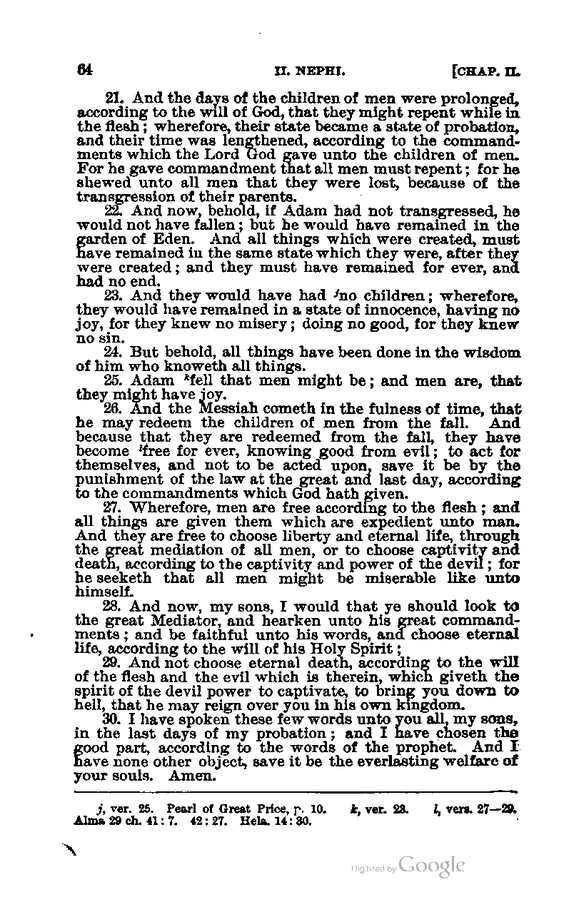 64 II. NEPHI. [CHAP. II.
21. And the days of the children of men were prolonged,
according to the will of God, that they might repent while in
the flesh; wherefore, their state became a state of probation,
and their time was lengthened, according to the command-
ments which the Lord God gave unto the children of men.
For he gave commandment that all men must repent; for he
shewed unto all men that they were lost, because of the
transgression of their parents.
22. And now, behold, if Adam had not transgressed, he
would not have fallen; but he would have remained in the
garden of Eden. And all things which were created, must
have remained in the same state which they were, after they
were created; and they must have remained for ever, and
had no end.
23. And they would have had ʲno children; wherefore,
they would have remained in a state of innocence, having no
joy, for they knew no misery; doing no good, for they knew
no sin.
24. But behold, all things have been done in the wisdom
of him who knoweth all things.
25. Adam ᵏfell that men might be; and men are, that
they might have joy.
26. And the Messiah cometh in the fulness of time, that
he may redeem the children of men from the fall. And
because that they are redeemed from the fall, they have
become ˡfree for ever, knowing good from evil; to act for
themselves, and not to be acted upon, save it be by the
punishment of the law at the great and last day, according
to the commandments which God hath given.
27. Wherefore, men are free according to the flesh; and
all things are given them which are expedient unto man.
And they are free to choose liberty and eternal life, through
the great mediation of all men, or to choose captivity and
death, according to the captivity and power of the devil; for
he seeketh that all men might be miserable like unto
himself.
28. And now, my sons, I would that ye should look to
the great Mediator, and hearken unto his great command-
ments; and be faithful unto his words, and choose eternal
life, according to the will of his Holy Spirit;
29. And not choose eternal death, according to the will
of the flesh and the evil which is therein, which giveth the
spirit of the devil power to captivate, to bring you down to
hell, that he may reign over you in his own kingdom.
30. I have spoken these few words unto you all, my sons,
in the last days of my probation; and I have chosen the
good part, according to the words of the prophet. And I
have none other object, save it be the everlasting welfare of
your souls. Amen.
j, ver. 25. Pearl of Great Price, p. 10. k, ver. 23. l, vers. 27—29.
Alma 29 ch. 41:7. 42:27. Hela. 14:30.
Digitized by Google